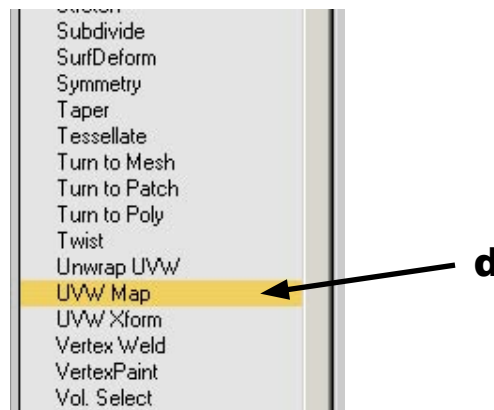 Stretch
Subdivide
SurfDeform
Symmetry
Taper
Tessellate
Turn to Mesh
Turn to Patch
Turn to Poly
Twist
Unwrap UVW
UVW Map
d
UVW Xform
Vertex Weld
VertexPaint
Vol. Select